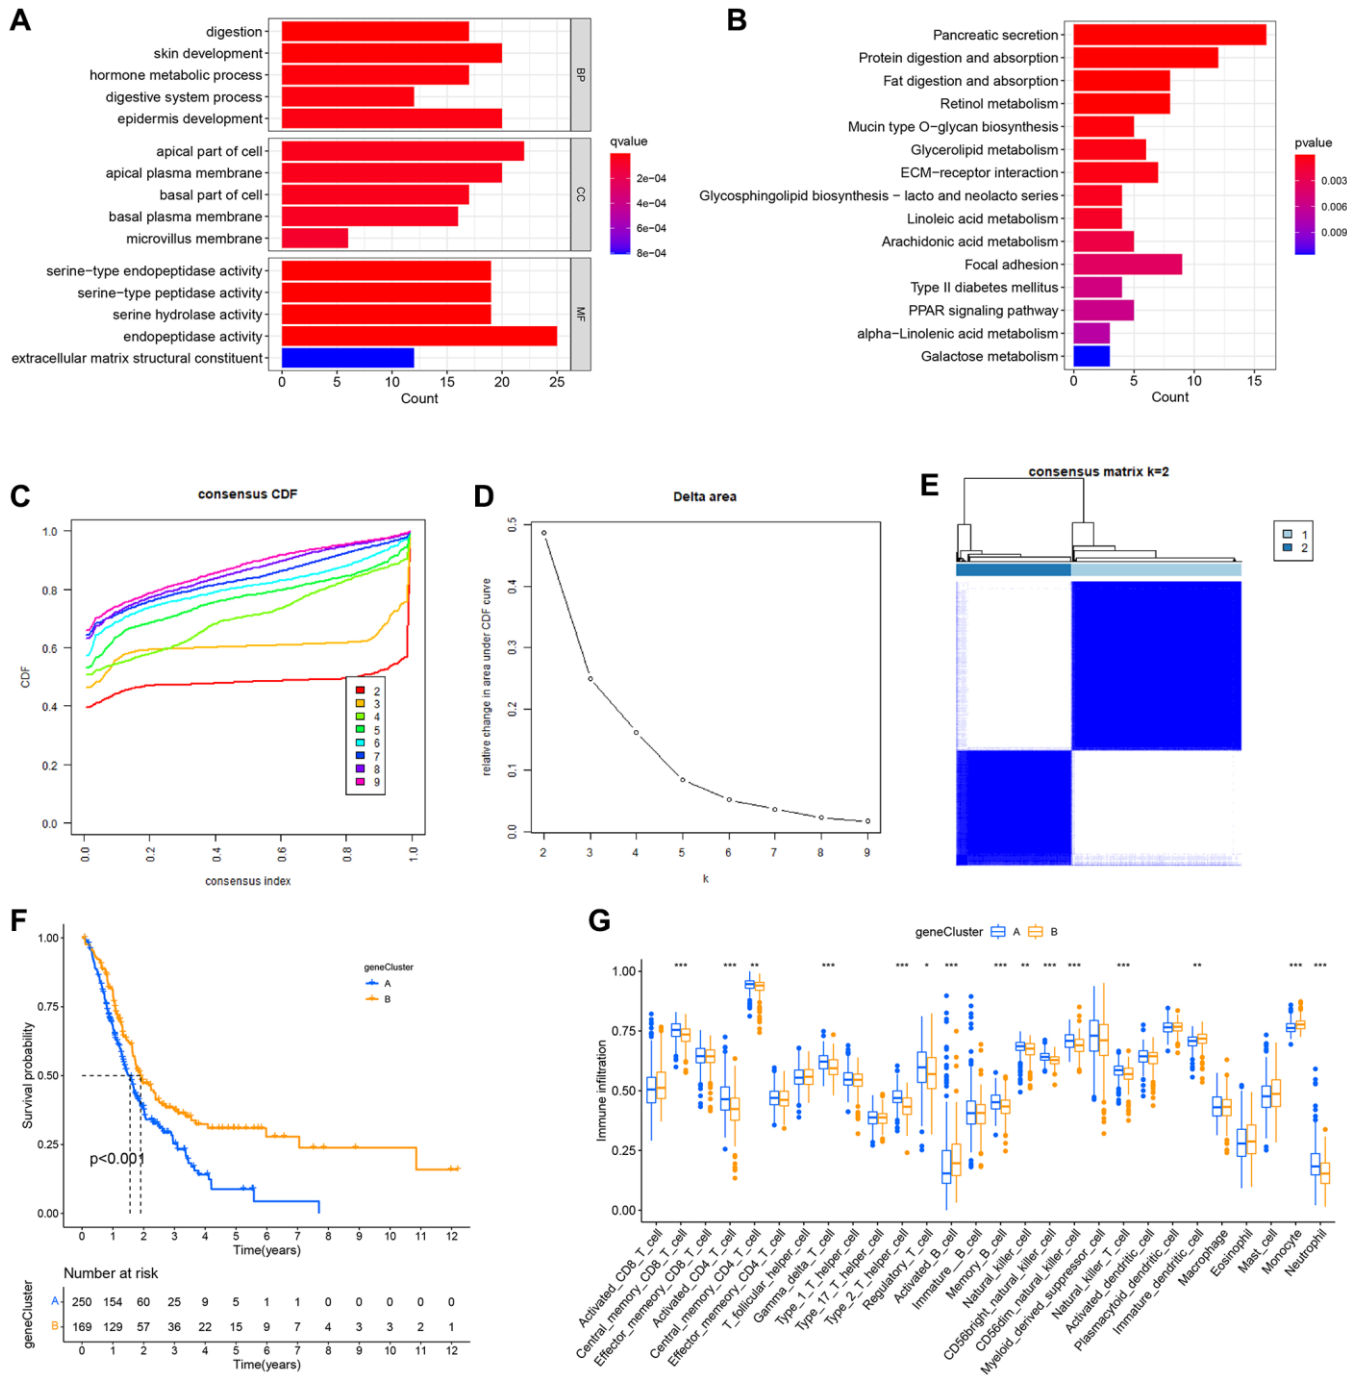 A
digestion
skin development
hormone metabolic process
digestive system process
epidermis development
BP
apical part of cell
apical plasma membrane
basal part of cell
basal plasma membrane
microvillus membrane
CC
serine−type endopeptidase activity
serine−type peptidase activity
serine hydrolase activity
endopeptidase activity
extracellular matrix structural constituent
MF
0 5 10 15 20 25
Count
qvalue
2e−04
4e−04
6e−04
8e−04
B
Pancreatic secretion
Protein digestion and absorption
Fat digestion and absorption
Retinol metabolism
Mucin type O−glycan biosynthesis
Glycerolipid metabolism
ECM−receptor interaction
Glycosphingolipid biosynthesis − lacto and neolacto series
Linoleic acid metabolism
Arachidonic acid metabolism
Focal adhesion
Type II diabetes mellitus
PPAR signaling pathway
alpha−Linolenic acid metabolism
Galactose metabolism
0 5 10 15
Count
pvalue
0.003
0.006
0.009
C
consensus CDF
CDF
1.0
0.8
0.6
0.4
0.2
0.0
0.0 0.2 0.4 0.6 0.8 1.0
consensus index
2
3
4
5
6
7
8
9
D
Delta area
relative change in area under CDF curve
0.5
0.4
0.3
0.2
0.1
0.0
2 3 4 5 6 7 8 9
k
E
consensus matrix k=2
1
2
F
Survival probability
1.00
0.75
0.50
0.25
0.00
geneCluster
A
B
p<0.001
0 1 2 3 4 5 6 7 8 9 10 11 12
Time(years)
Number at risk
geneCluster
A 250 154 60 25 9 5 1 1 0 0 0 0 0
B 169 129 57 36 22 15 9 7 4 3 3 2 1
0 1 2 3 4 5 6 7 8 9 10 11 12
Time(years)
G
geneCluster A B
*** *** ** *** *** * *** *** ** *** *** *** ** *** ***
Immune infiltration
1.00
0.75
0.50
0.25
0.00
Activated_CD8_T_cell
Central_memory_CD8_T_cell
Effector_memory_CD8_T_cell
Activated_CD4_T_cell
Central_memory_CD4_T_cell
Effector_memory_CD4_T_cell
T_follicular_helper_cell
Gamma_delta_T_cell
Type_1_T_helper_cell
Type_17_T_helper_cell
Type_2_T_helper_cell
Regulatory_T_cell
Activated_B_cell
Immature_B_cell
Memory_B_cell
Natural_killer_cell
CD56bright_natural_killer_cell
CD56dim_natural_killer_cell
Myeloid_derived_suppressor_cell
Natural_killer_T_cell
Activated_dendritic_cell
Plasmacytoid_dendritic_cell
Immature_dendritic_cell
Macrophage
Eosinophil
Mast_cell
Monocyte
Neutrophil